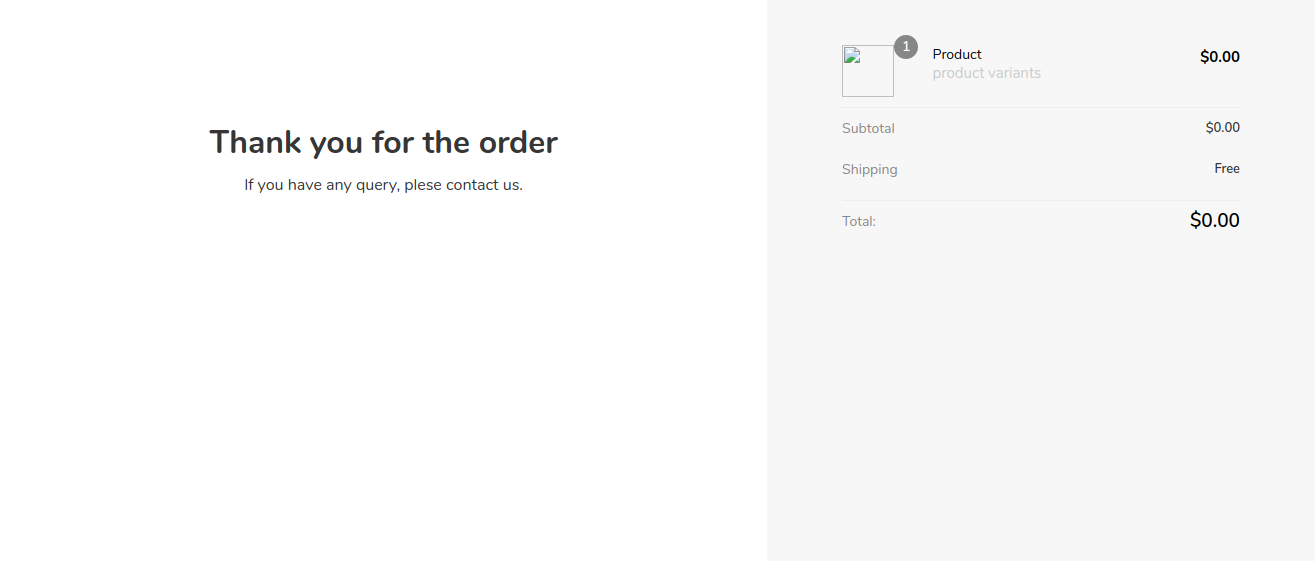 Thank you for the order
If you have any query, plese contact us.
1
Product
$0.00
product variants
Subtotal
$0.00
Shipping
Free
Total:
$0.00